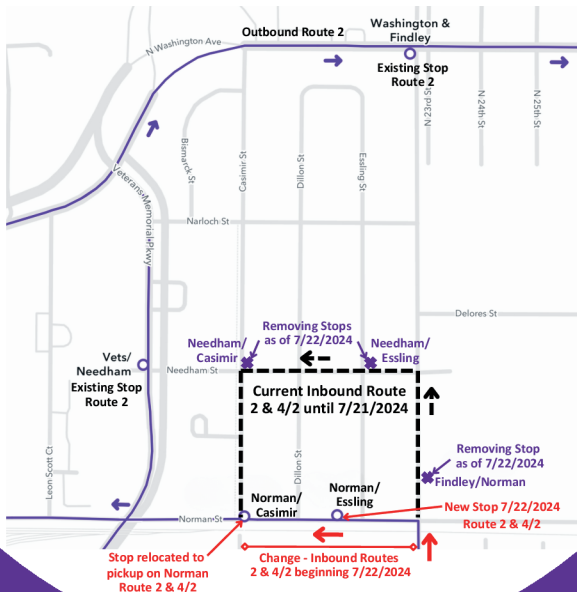 Washington &
Findley
Outbound Route 2
N Washington Ave
Existing Stop
Route 2
N 23rd St
N 24th St
N 25th St
Bismarck St
Casimir St
Dillon St
Essling St
Veterans Memorial Pkwy
Narloch St
Delores St
Removing Stops
as of 7/22/2024
Needham/
Casimir
Needham/
Essling
Vets/
Needham
Existing Stop
Route 2
Needham St
Current Inbound Route
2 & 4/2 until 7/21/2024
Leon Scott Ct
Dillon St
Removing Stop
as of 7/22/2024
Findley/Norman
Norman/
Casimir
Norman/
Essling
New Stop 7/22/2024
Route 2 & 4/2
Norman St
Stop relocated to
pickup on Norman
Route 2 & 4/2
Change - Inbound Routes
2 & 4/2 beginning 7/22/2024